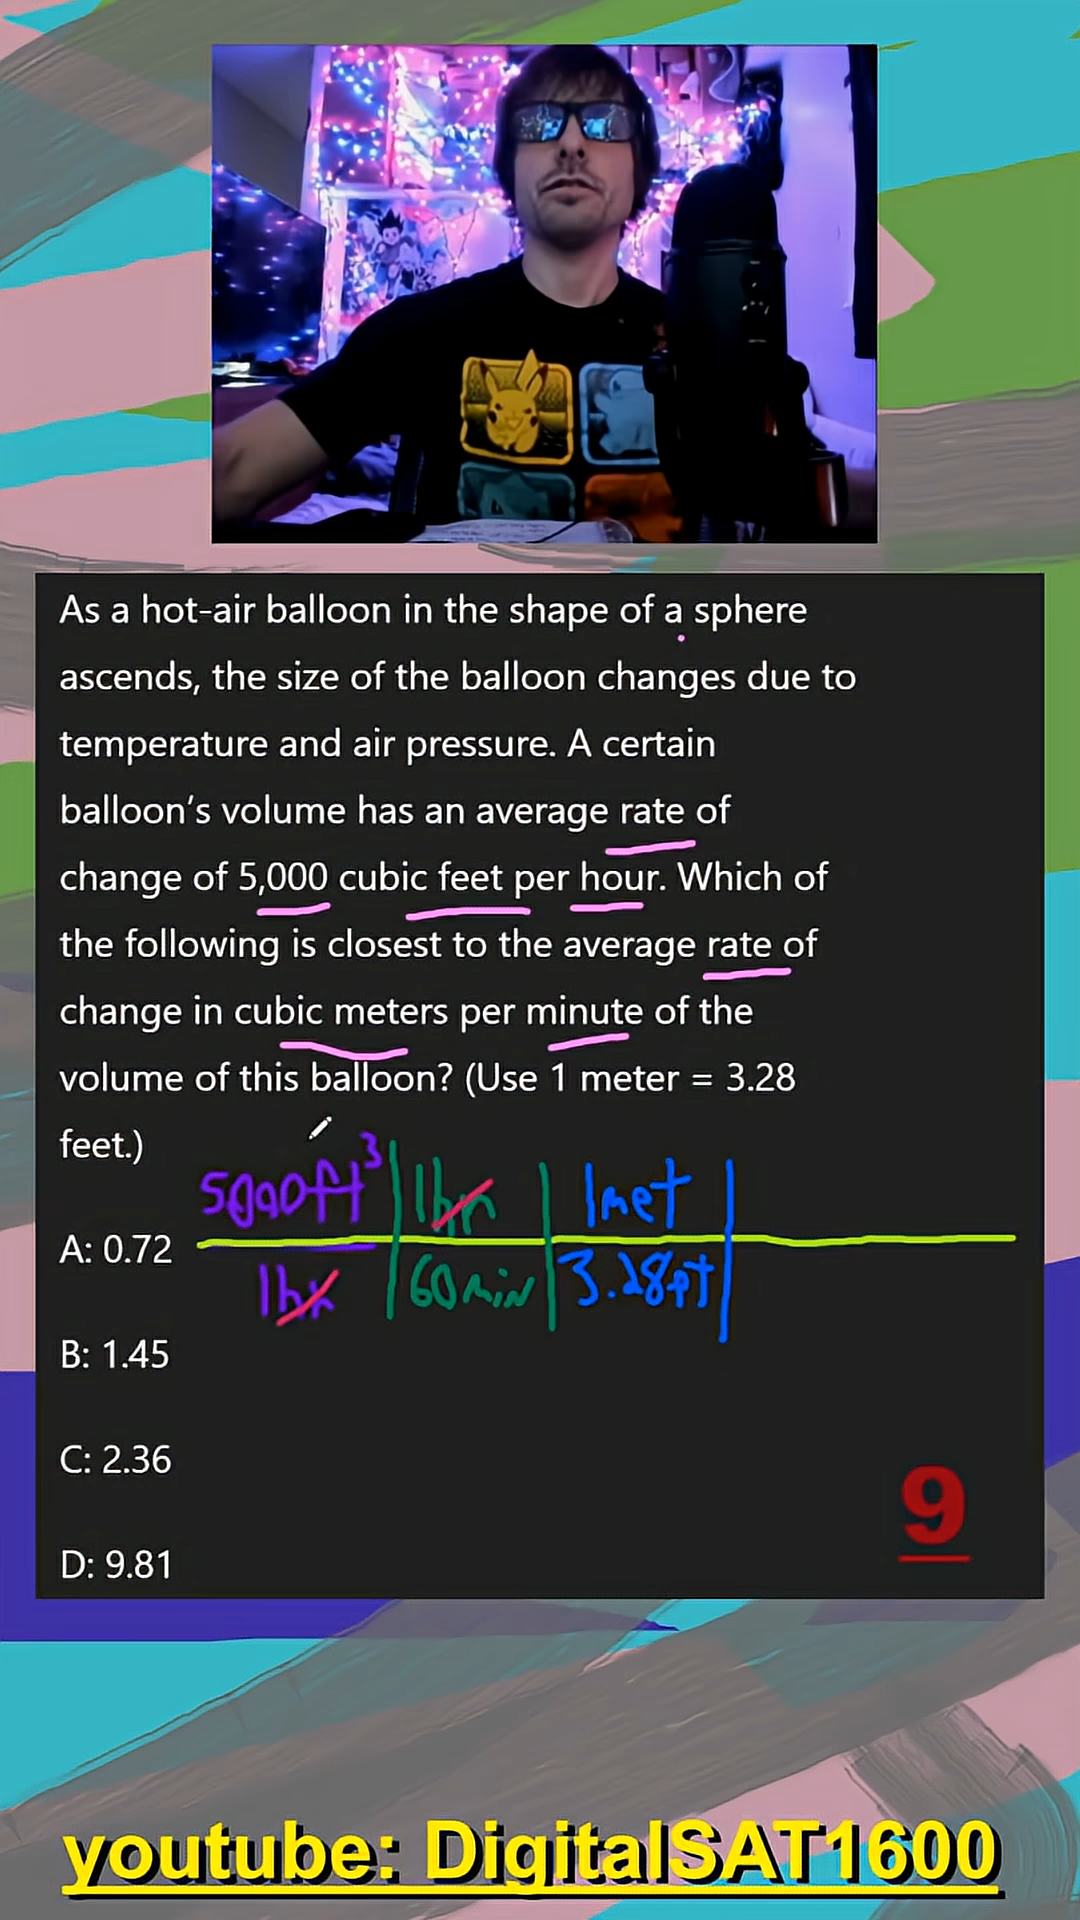 As a hot-air balloon in the shape of a sphere
ascends, the size of the balloon changes due to
temperature and air pressure. A certain
balloon's volume has an average rate of
change of 5,000 cubic feet per hour. Which of
the following is closest to the average rate of
change in cubic meters per minute of the
volume of this balloon? (Use 1 meter = 3.28
feet.)
5000ft³ 1hr 1met
A: 0.72
1hr 60min 3.28ft
B: 1.45
C: 2.36
9
D: 9.81
youtube: DigitalSAT1600